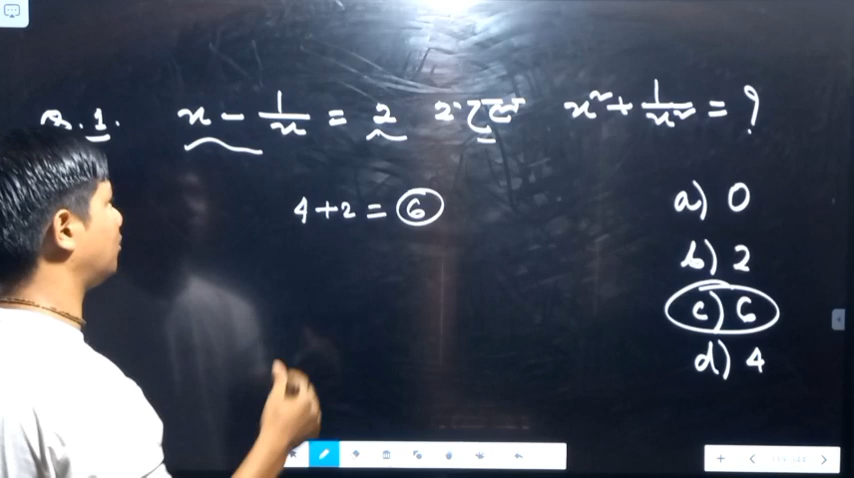 Q.1. x - 1/x = 2 হলে x² + 1/x² = ?
4 + 2 = 6
a) 0
b) 2
c) 6
d) 4